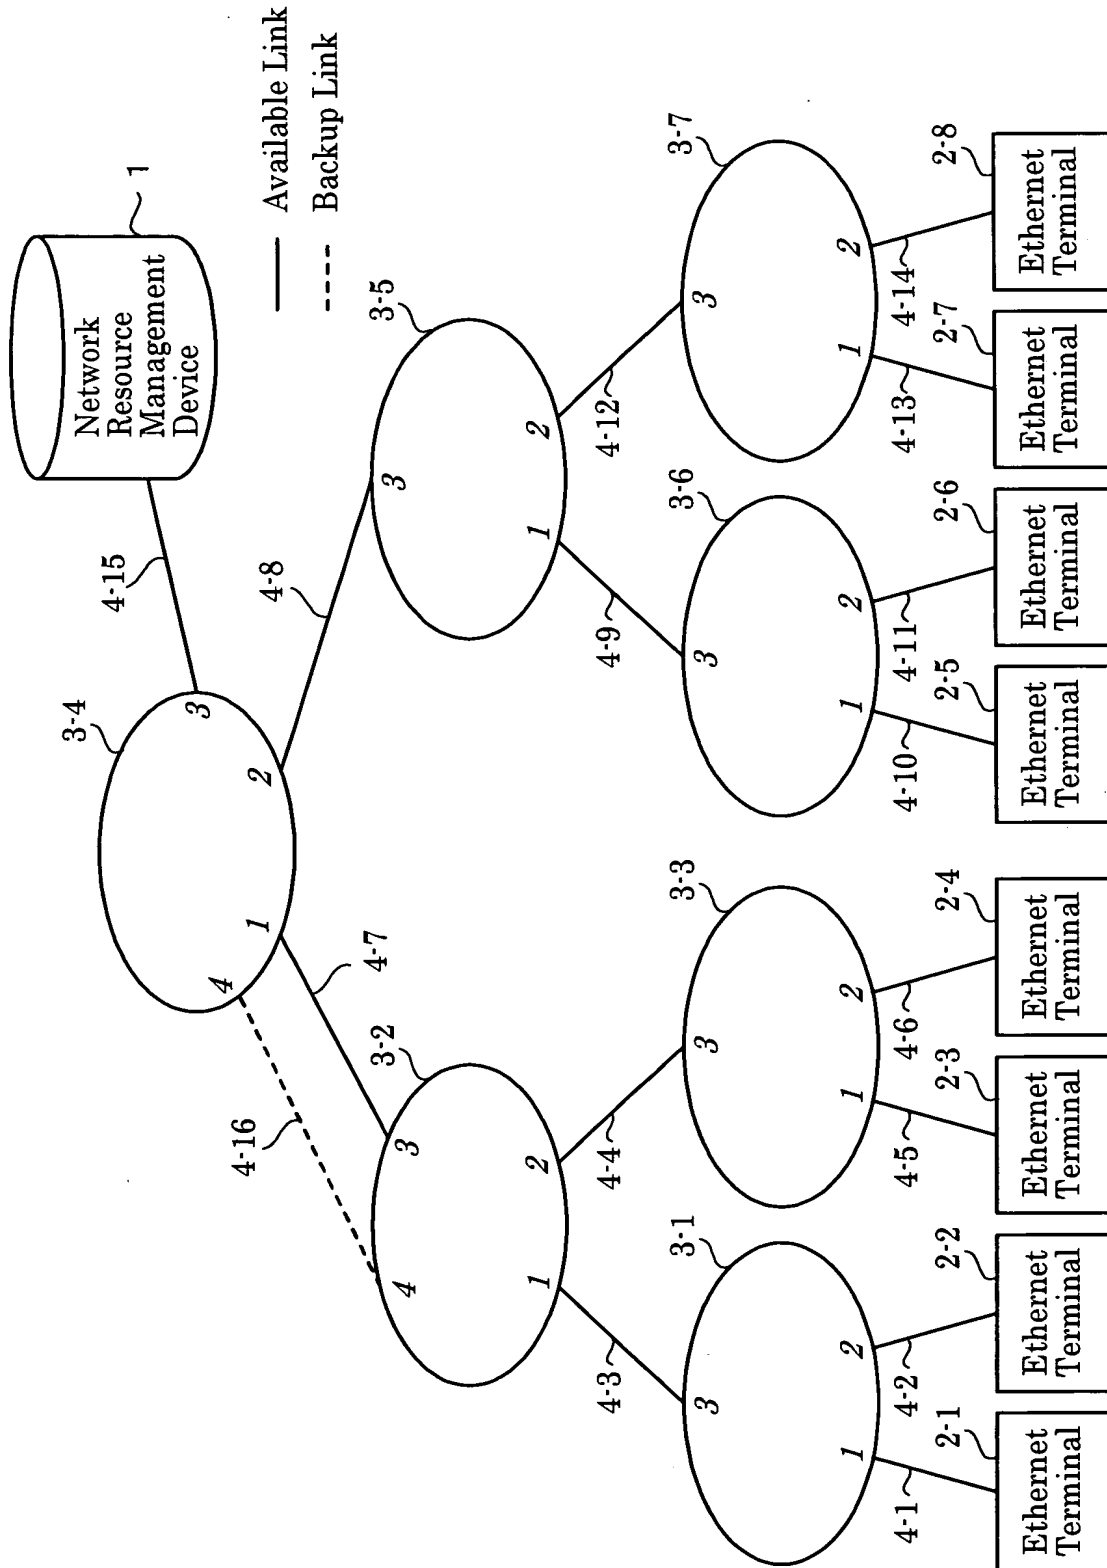 Network
Resource
Management
Device
1
Available Link
Backup Link
4-15
3-4
3
2
1
4
4-8
4-7
4-16
3-5
3
1
2
3-2
4
3
1
2
4-9
4-12
4-3
4-4
3-1
3
1
2
3-3
3
1
2
3-6
3
1
2
3-7
3
1
2
4-1
4-2
4-5
4-6
4-10
4-11
4-13
4-14
2-1
Ethernet
Terminal
2-2
Ethernet
Terminal
2-3
Ethernet
Terminal
2-4
Ethernet
Terminal
2-5
Ethernet
Terminal
2-6
Ethernet
Terminal
2-7
Ethernet
Terminal
2-8
Ethernet
Terminal